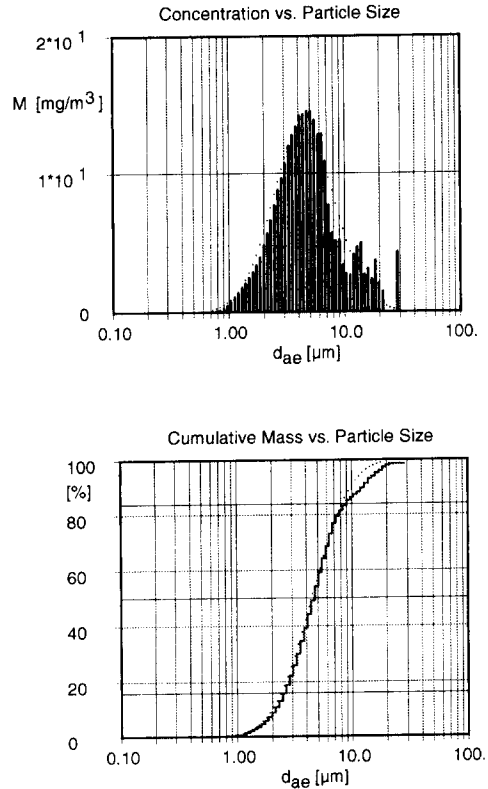 Concentration vs. Particle Size
2*10 1
M [mg/m3]
1*10 1
0
0.10 1.00 10.0 100.
dae [µm]
Cumulative Mass vs. Particle Size
100
[%]
80
60
40
20
0
0.10 1.00 10.0 100.
dae [µm]